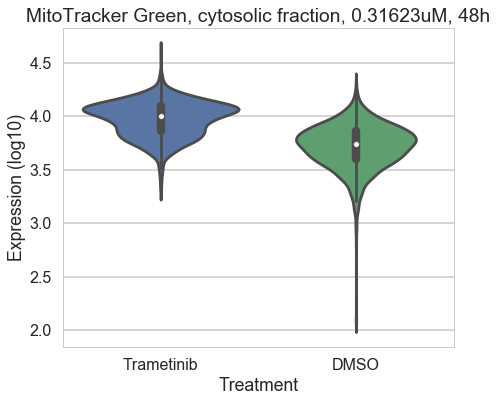 MitoTracker Green, cytosolic fraction, 0.31623uM, 48h
Expression (log10)
4.5
4.0
3.5
3.0
2.5
2.0
Trametinib DMSO
Treatment